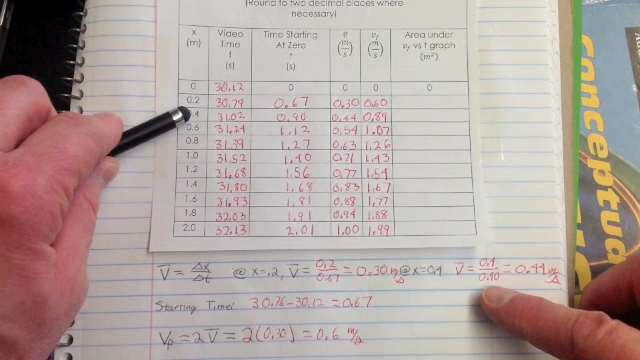 (Round to two decimal places where
necessary)
x (m) Video Time t (s) Time Starting At Zero t (s) v̄ (m/s) vf (m/s) Area under vf vs t graph (m²)
0 30.12 0 0 0 0
0.2 30.79 0.67 0.30 0.60
.4 31.02 0.90 0.44 0.89
0.6 31.24 1.12 0.54 1.07
0.8 31.39 1.27 0.63 1.26
1.0 31.52 1.40 0.71 1.43
1.2 31.68 1.56 0.77 1.54
1.4 31.80 1.68 0.83 1.67
1.6 31.93 1.81 0.88 1.77
1.8 32.03 1.91 0.94 1.88
2.0 32.13 2.01 1.00 1.99
V̄ = Δx/Δt @ x=.2, V̄ = 0.2/0.67 = 0.30 m/s @ x=0.4 V̄ = 0.4/0.90 = 0.44 m/s
Starting Time: 30.76-30.12=0.67
Vf = 2V̄ = 2(0.30) = 0.6 m/s
conceptua